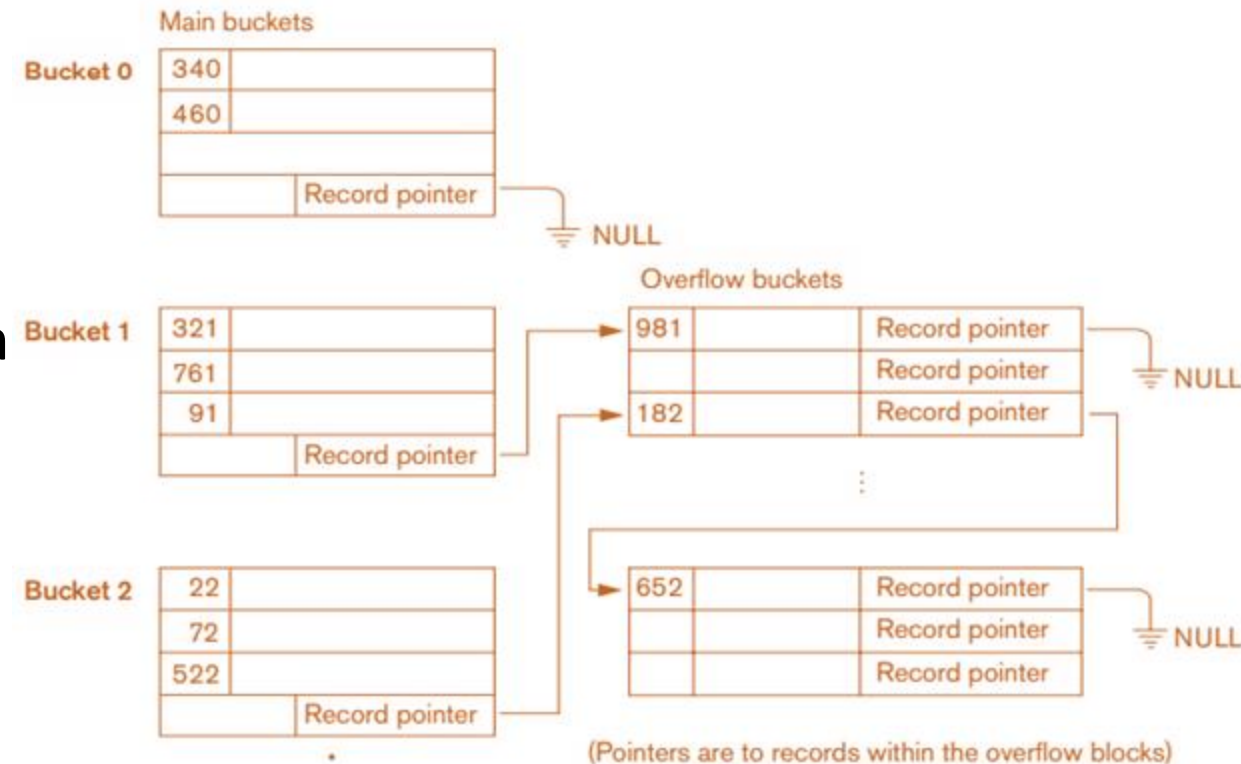 Main buckets
Bucket 0
340
460
Record pointer
NULL
Overflow buckets
Bucket 1
321
761
91
Record pointer
981 Record pointer
Record pointer
182 Record pointer
NULL
Bucket 2
22
72
522
Record pointer
652 Record pointer
Record pointer
Record pointer
NULL
(Pointers are to records within the overflow blocks)